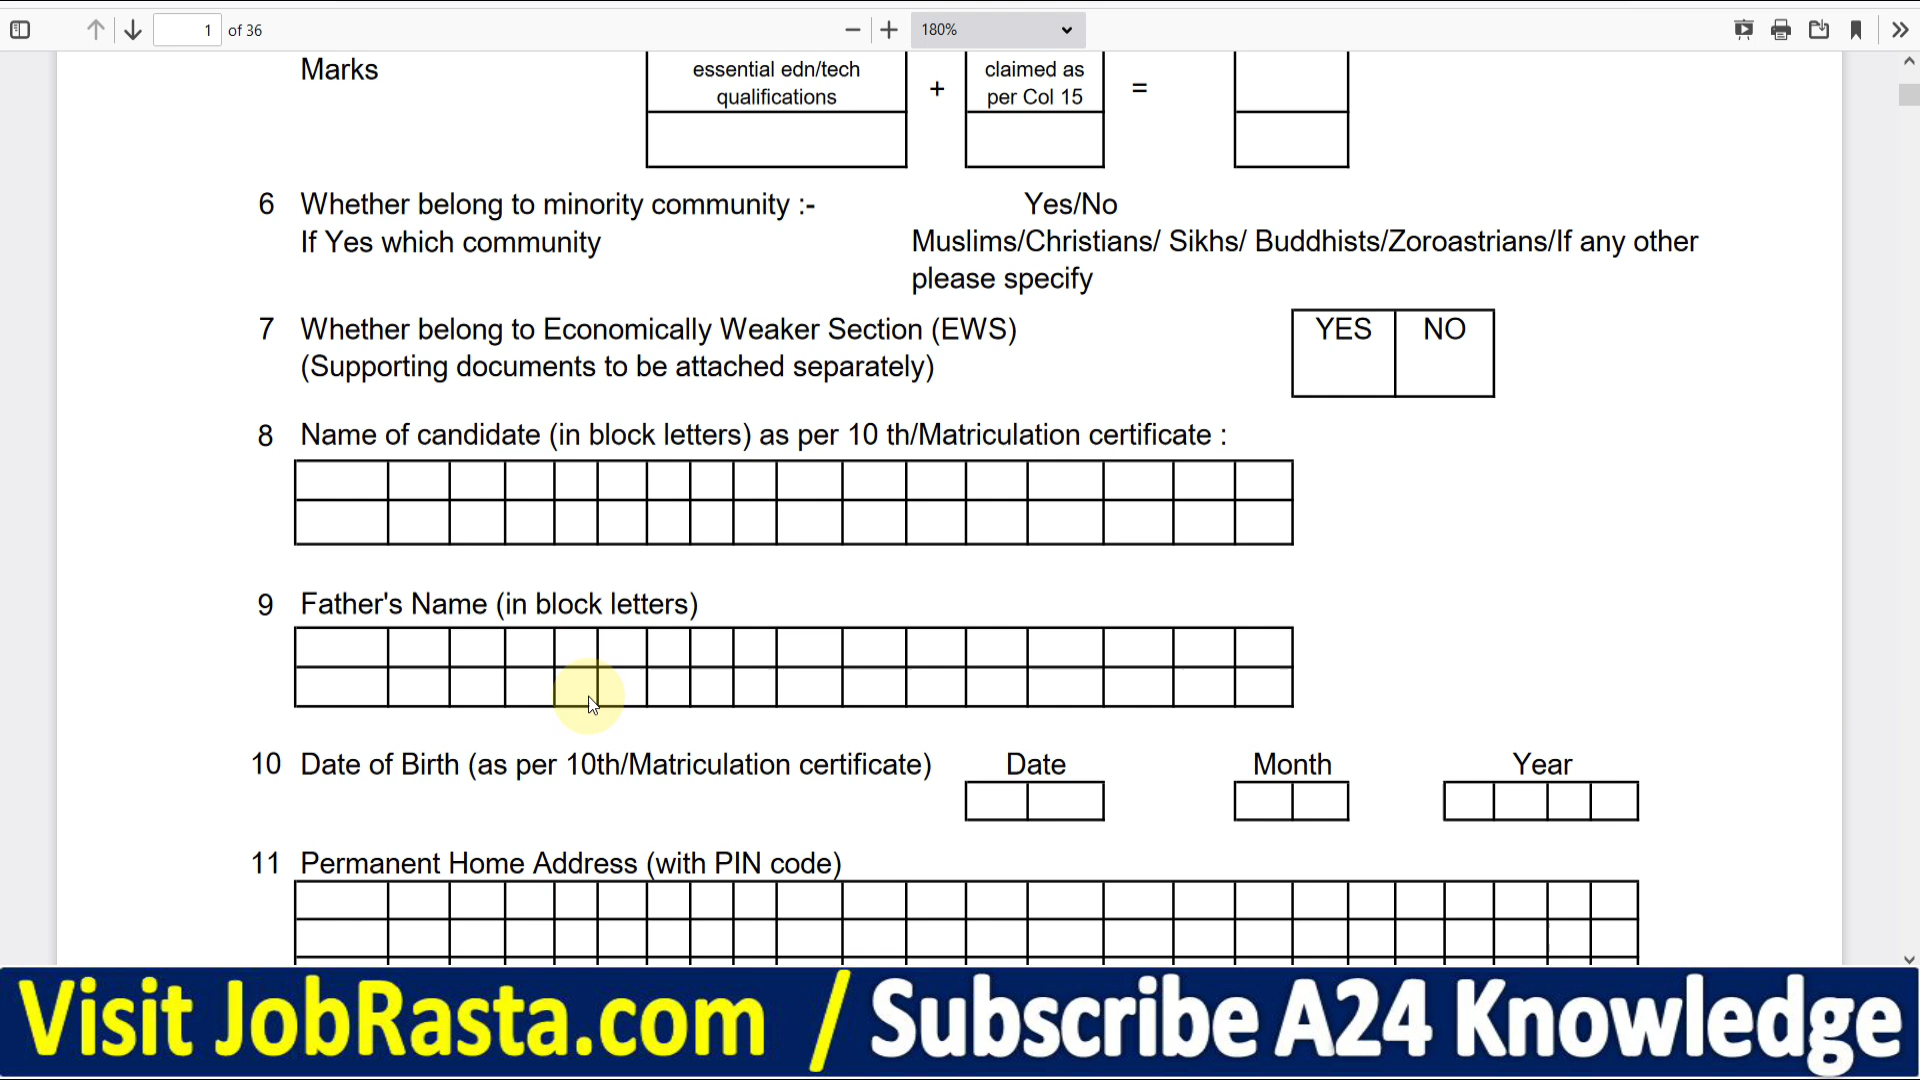 1 of 36 180%
Marks
essential edn/tech
qualifications
+
claimed as
per Col 15
=
6 Whether belong to minority community :- Yes/No
If Yes which community
Muslims/Christians/ Sikhs/ Buddhists/Zoroastrians/If any other
please specify
7 Whether belong to Economically Weaker Section (EWS) YES NO
(Supporting documents to be attached separately)
8 Name of candidate (in block letters) as per 10 th/Matriculation certificate :
9 Father's Name (in block letters)
10 Date of Birth (as per 10th/Matriculation certificate) Date Month Year
11 Permanent Home Address (with PIN code)
Visit JobRasta.com / Subscribe A24 Knowledge